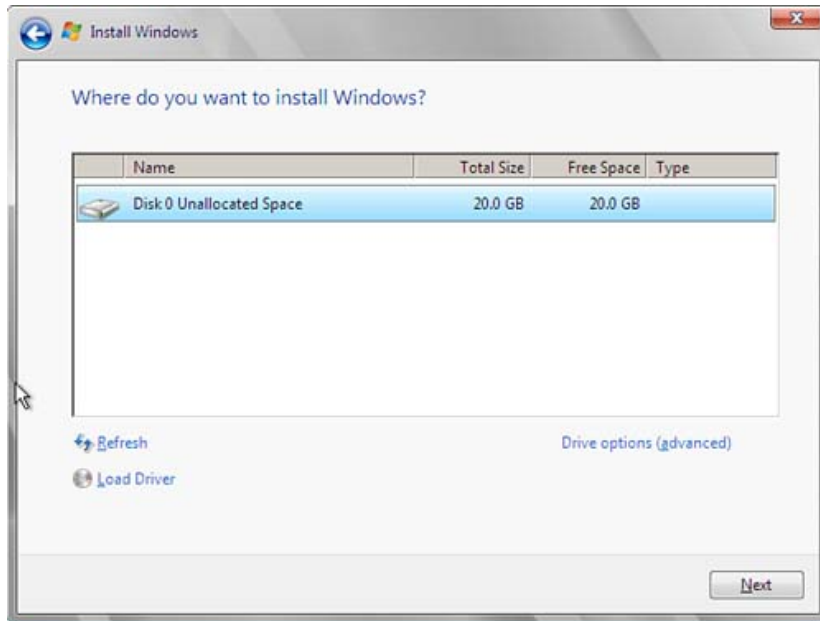 Install Windows
Where do you want to install Windows?
Name Total Size Free Space Type
Disk 0 Unallocated Space 20.0 GB 20.0 GB
Refresh Drive options (advanced)
Load Driver
Next